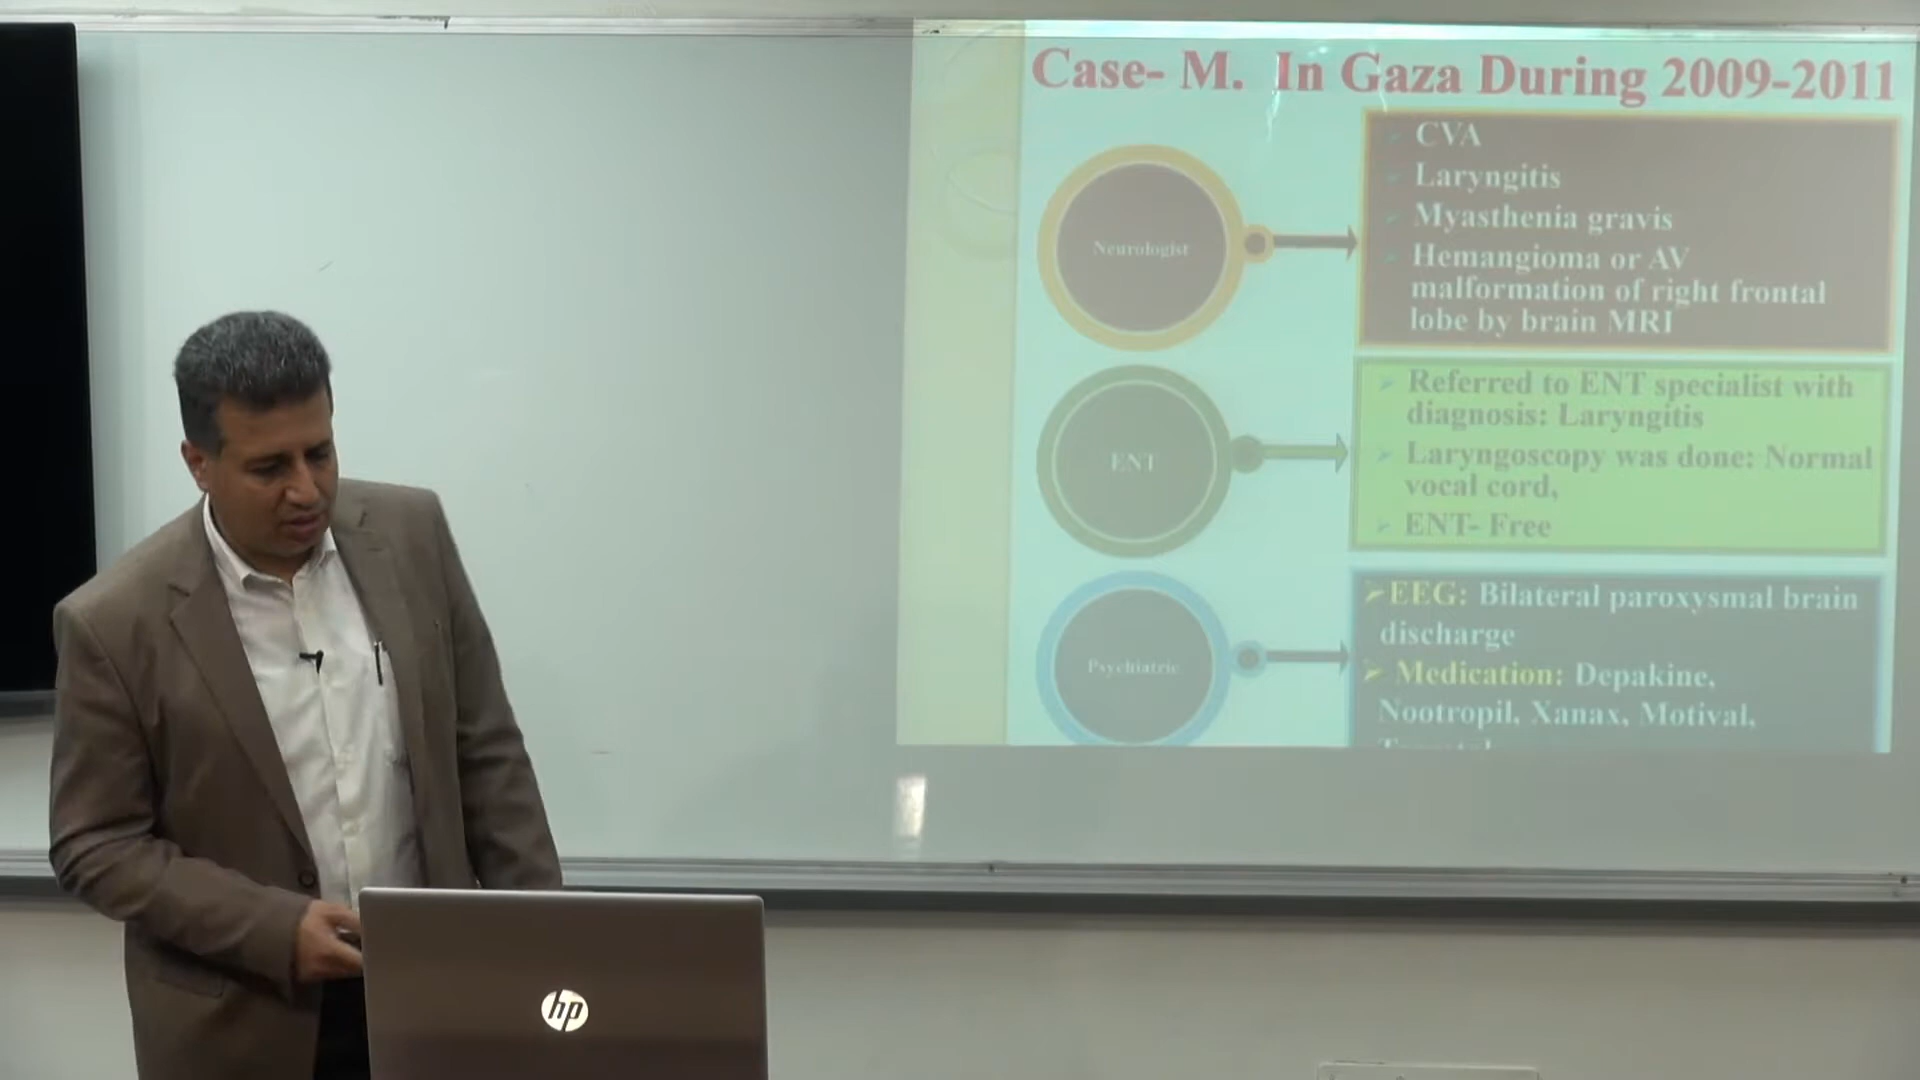 Case- M. In Gaza During 2009-2011
Neurologist
CVA
Laryngitis
Myasthenia gravis
Hemangioma or AV
malformation of right frontal
lobe by brain MRI
ENT
Referred to ENT specialist with
diagnosis: Laryngitis
Laryngoscopy was done: Normal
vocal cord,
ENT- Free
Psychiatric
EEG: Bilateral paroxysmal brain
discharge
Medication: Depakine,
Nootropil, Xanax, Motival,
hp